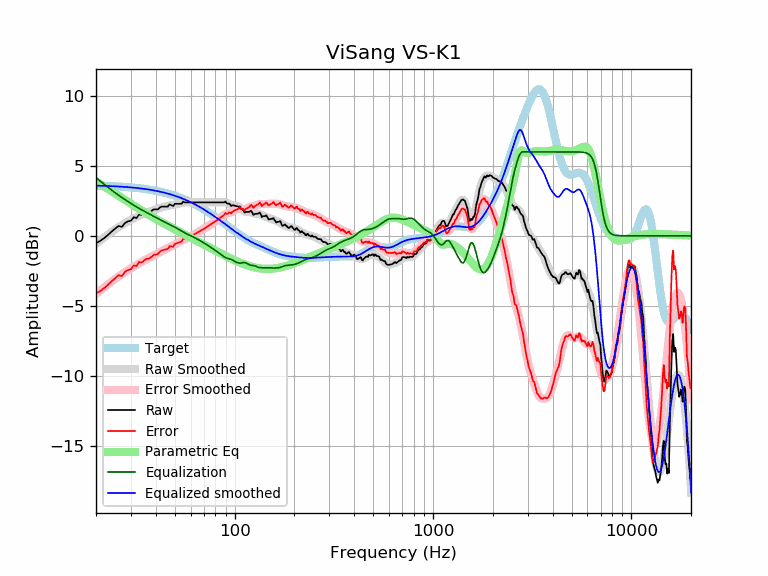 ViSang VS-K1
10
5
0
−5
−10
−15
Amplitude (dBr)
Target
Raw Smoothed
Error Smoothed
Raw
Error
Parametric Eq
Equalization
Equalized smoothed
100
1000
10000
Frequency (Hz)